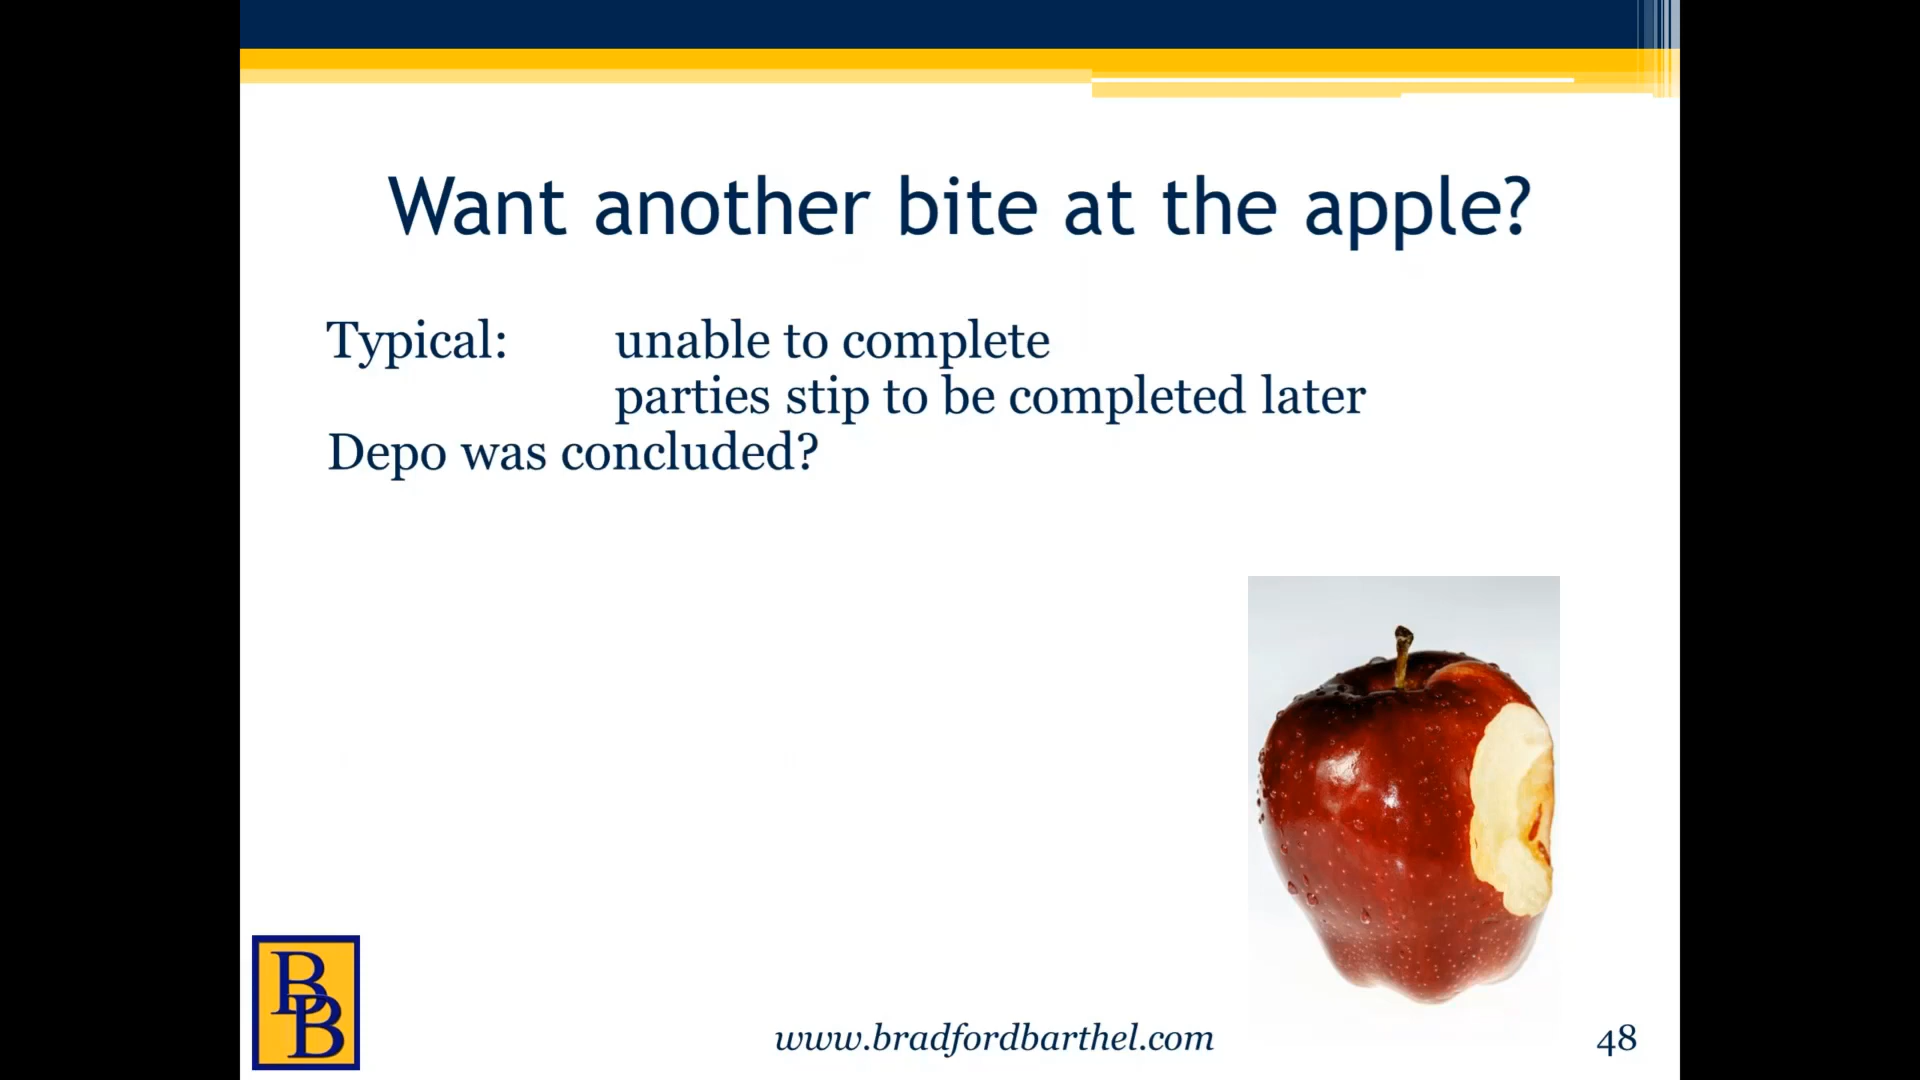 Want another bite at the apple?
Typical: unable to complete
parties stip to be completed later
Depo was concluded?
BB
www.bradfordbarthel.com
48